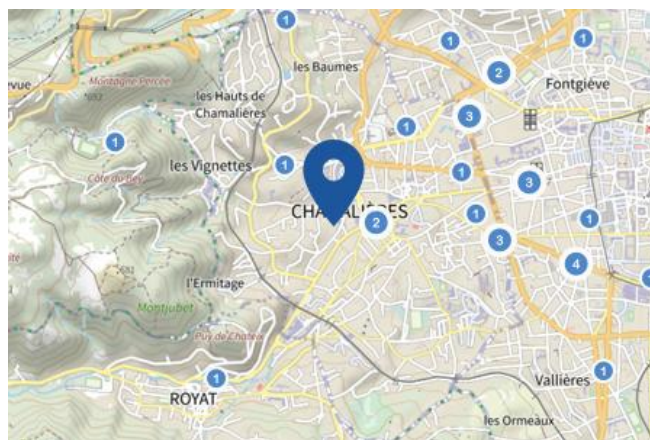 1
1
1
les Baumes
2
Montagne Percée
Fontgiève
les Hauts de
Chamalières
3
1
1
les Vignettes
1
1
3
Côte du Bey
CHAMALIÈRES
1
1
2
3
4
681
l'Ermitage
Montjubet
Puy de Chateix
1
1
Vallières
ROYAT
les Ormeaux